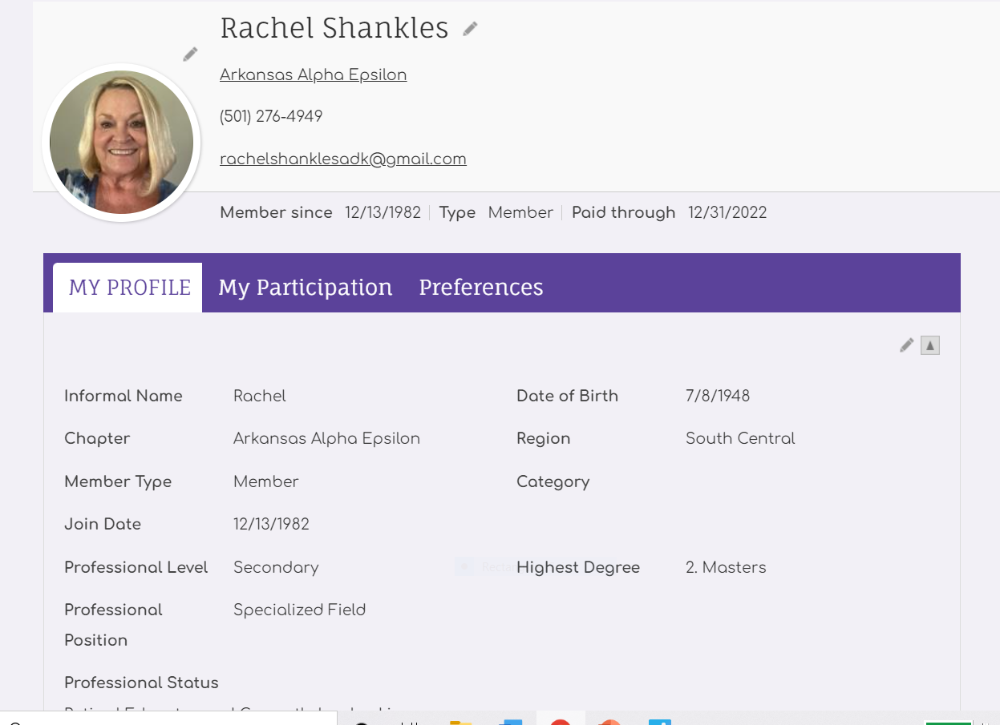 Rachel Shankles
Arkansas Alpha Epsilon
(501) 276-4949
rachelshanklesadk@gmail.com
Member since 12/13/1982 Type Member Paid through 12/31/2022
MY PROFILE My Participation Preferences
Informal Name Rachel Date of Birth 7/8/1948
Chapter Arkansas Alpha Epsilon Region South Central
Member Type Member Category
Join Date 12/13/1982
Professional Level Secondary Highest Degree 2. Masters
Professional Specialized Field
Position
Professional Status